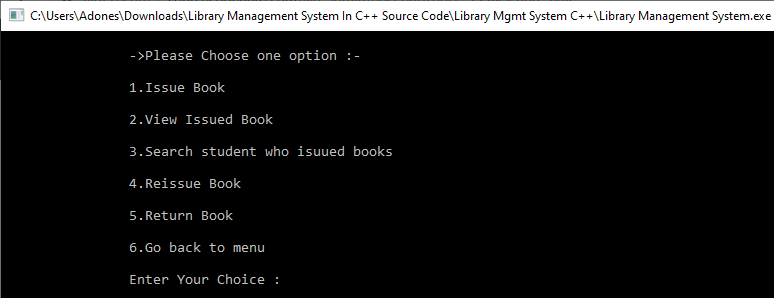 C:\Users\Adones\Downloads\Library Management System In C++ Source Code\Library Mgmt System C++\Library Management System.exe
->Please Choose one option :-
1.Issue Book
2.View Issued Book
3.Search student who isuued books
4.Reissue Book
5.Return Book
6.Go back to menu
Enter Your Choice :